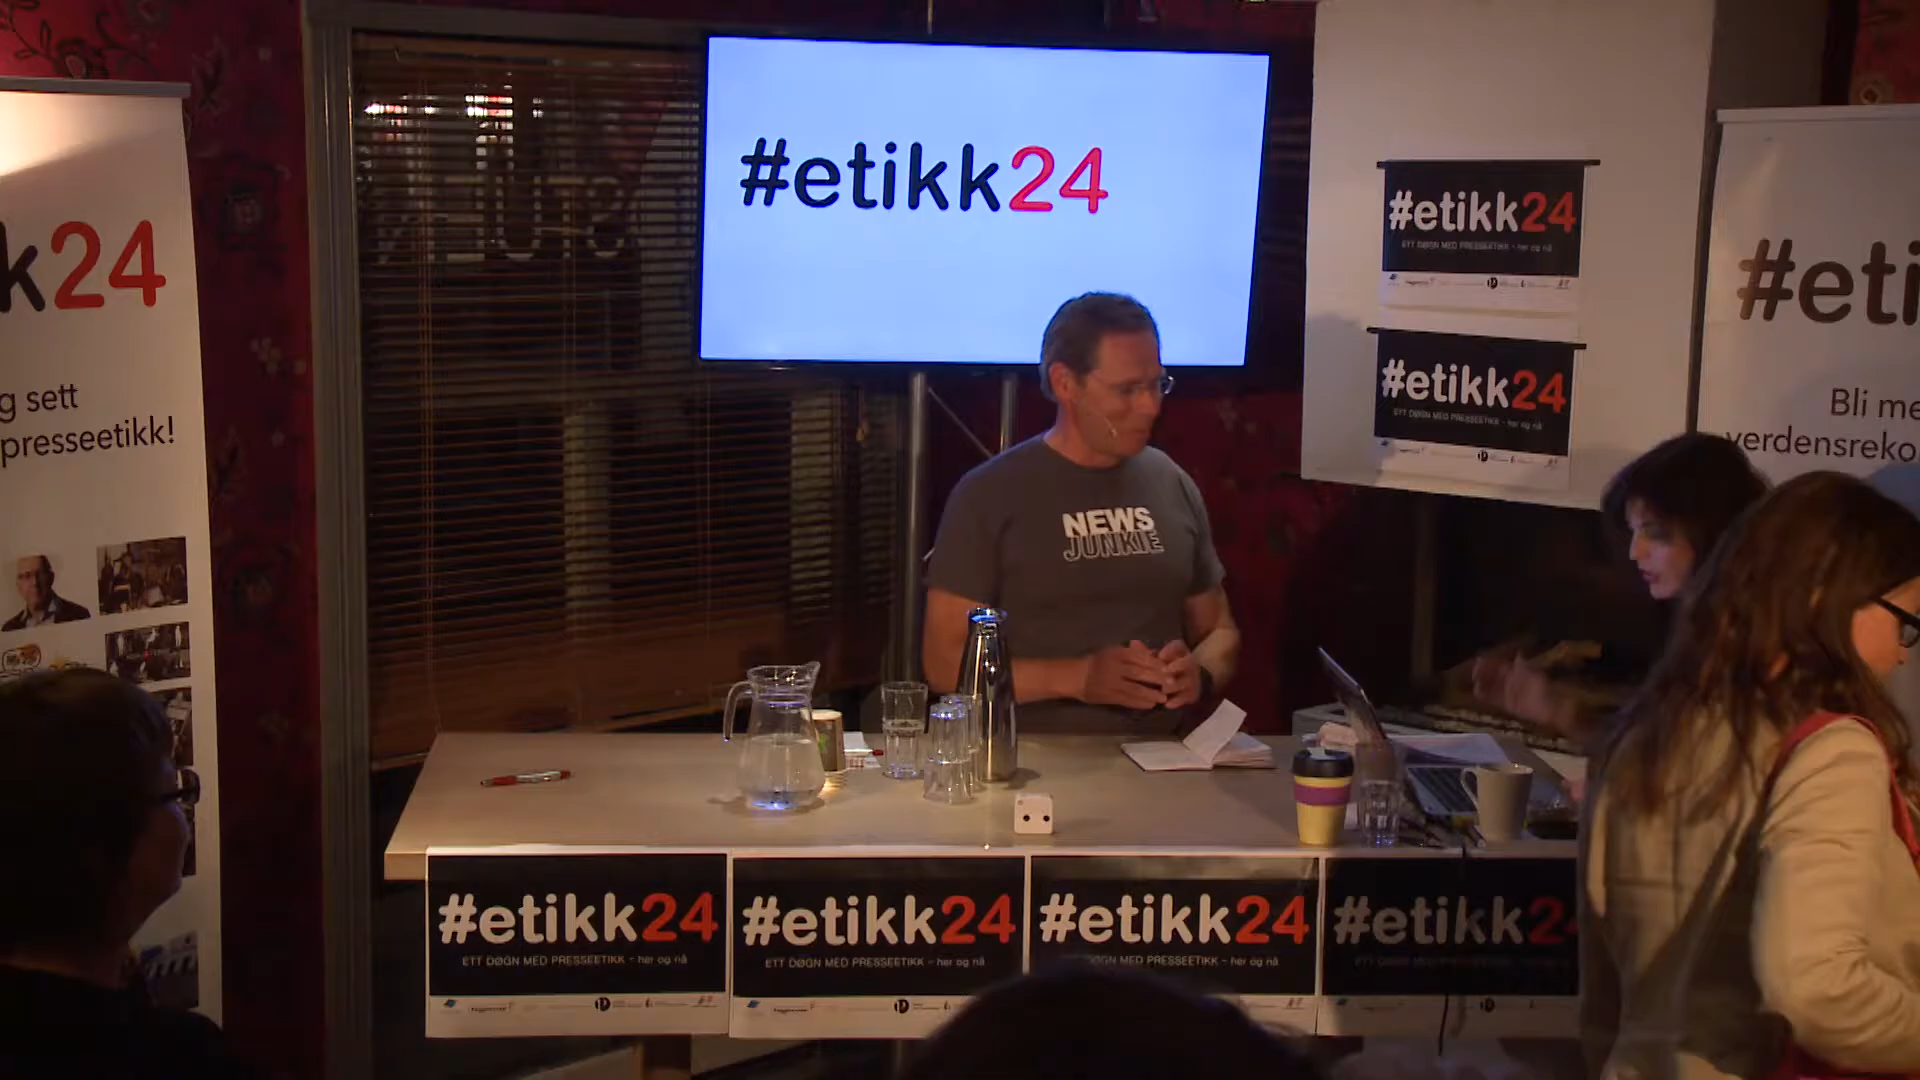 #etikk24
#etikk24
ETT DØGN MED PRESSEETIKK - her og nå
#etikk24
ETT DØGN MED PRESSEETIKK - her og nå
k24
g sett
presseetikk!
#eti
Bli me
verdensreko
NEWS
JUNKIE
#etikk24
ETT DØGN MED PRESSEETIKK - her og nå
#etikk24
ETT DØGN MED PRESSEETIKK - her og nå
#etikk24
ETT DØGN MED PRESSEETIKK - her og nå
#etikk2